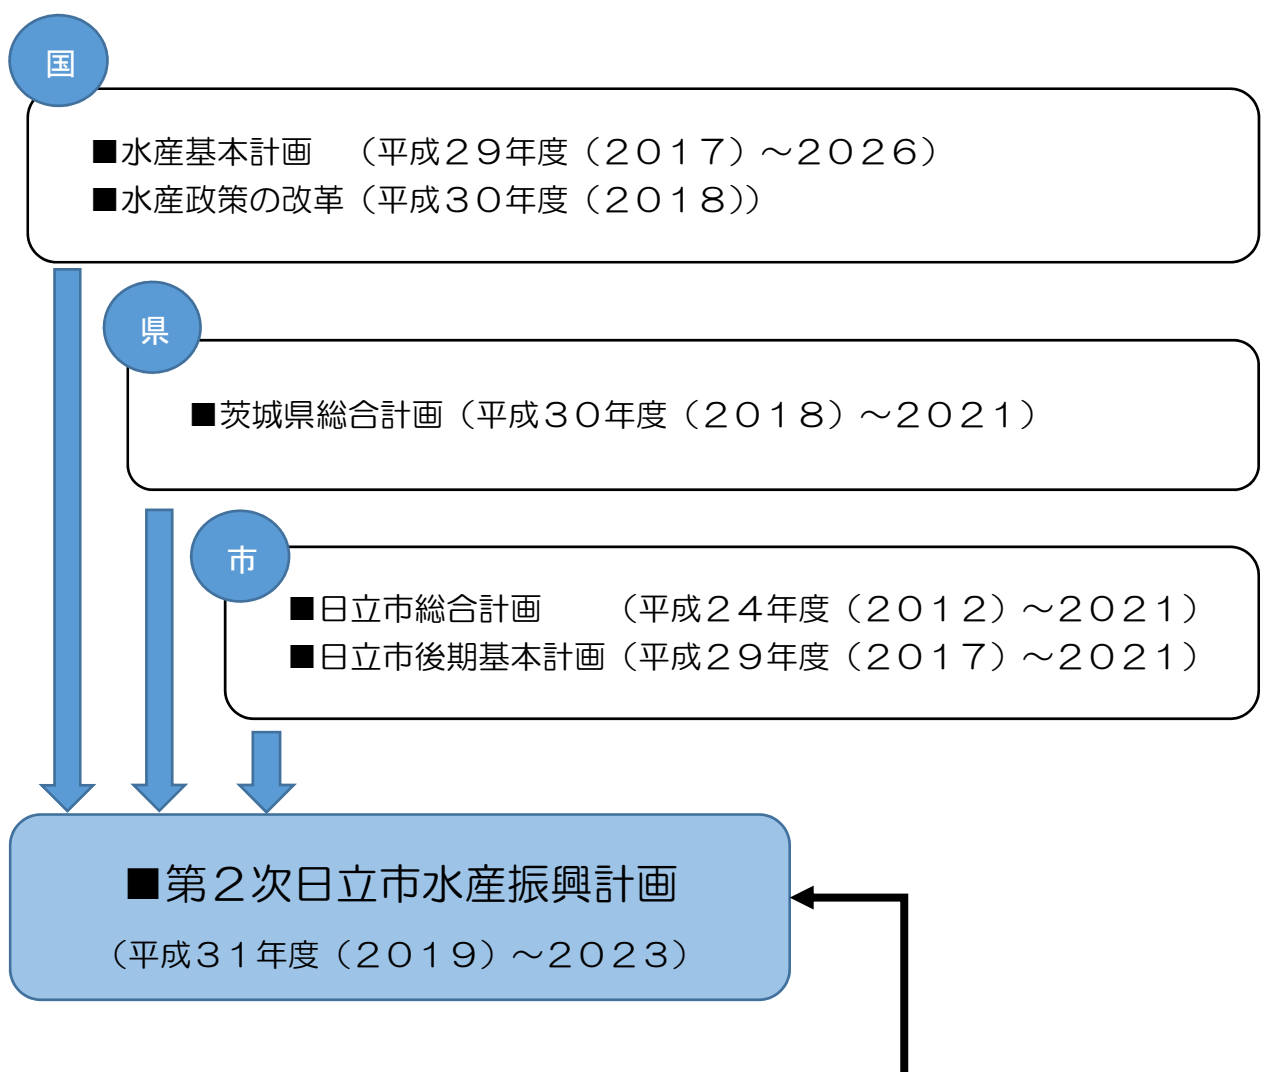 国
■水産基本計画　（平成２９年度（２０１７）～２０２６）
■水産政策の改革（平成３０年度（２０１８））
県
■茨城県総合計画（平成３０年度（２０１８）～２０２１）
市
■日立市総合計画　　（平成２４年度（２０１２）～２０２１）
■日立市後期基本計画（平成２９年度（２０１７）～２０２１）
■第２次日立市水産振興計画
（平成３１年度（２０１９）～２０２３）